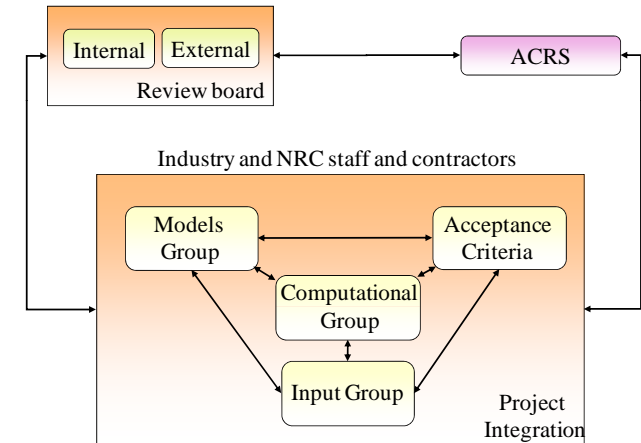 Internal
External
Review board
ACRS
Industry and NRC staff and contractors
Models
Group
Acceptance
Criteria
Computational
Group
Input Group
Project
Integration